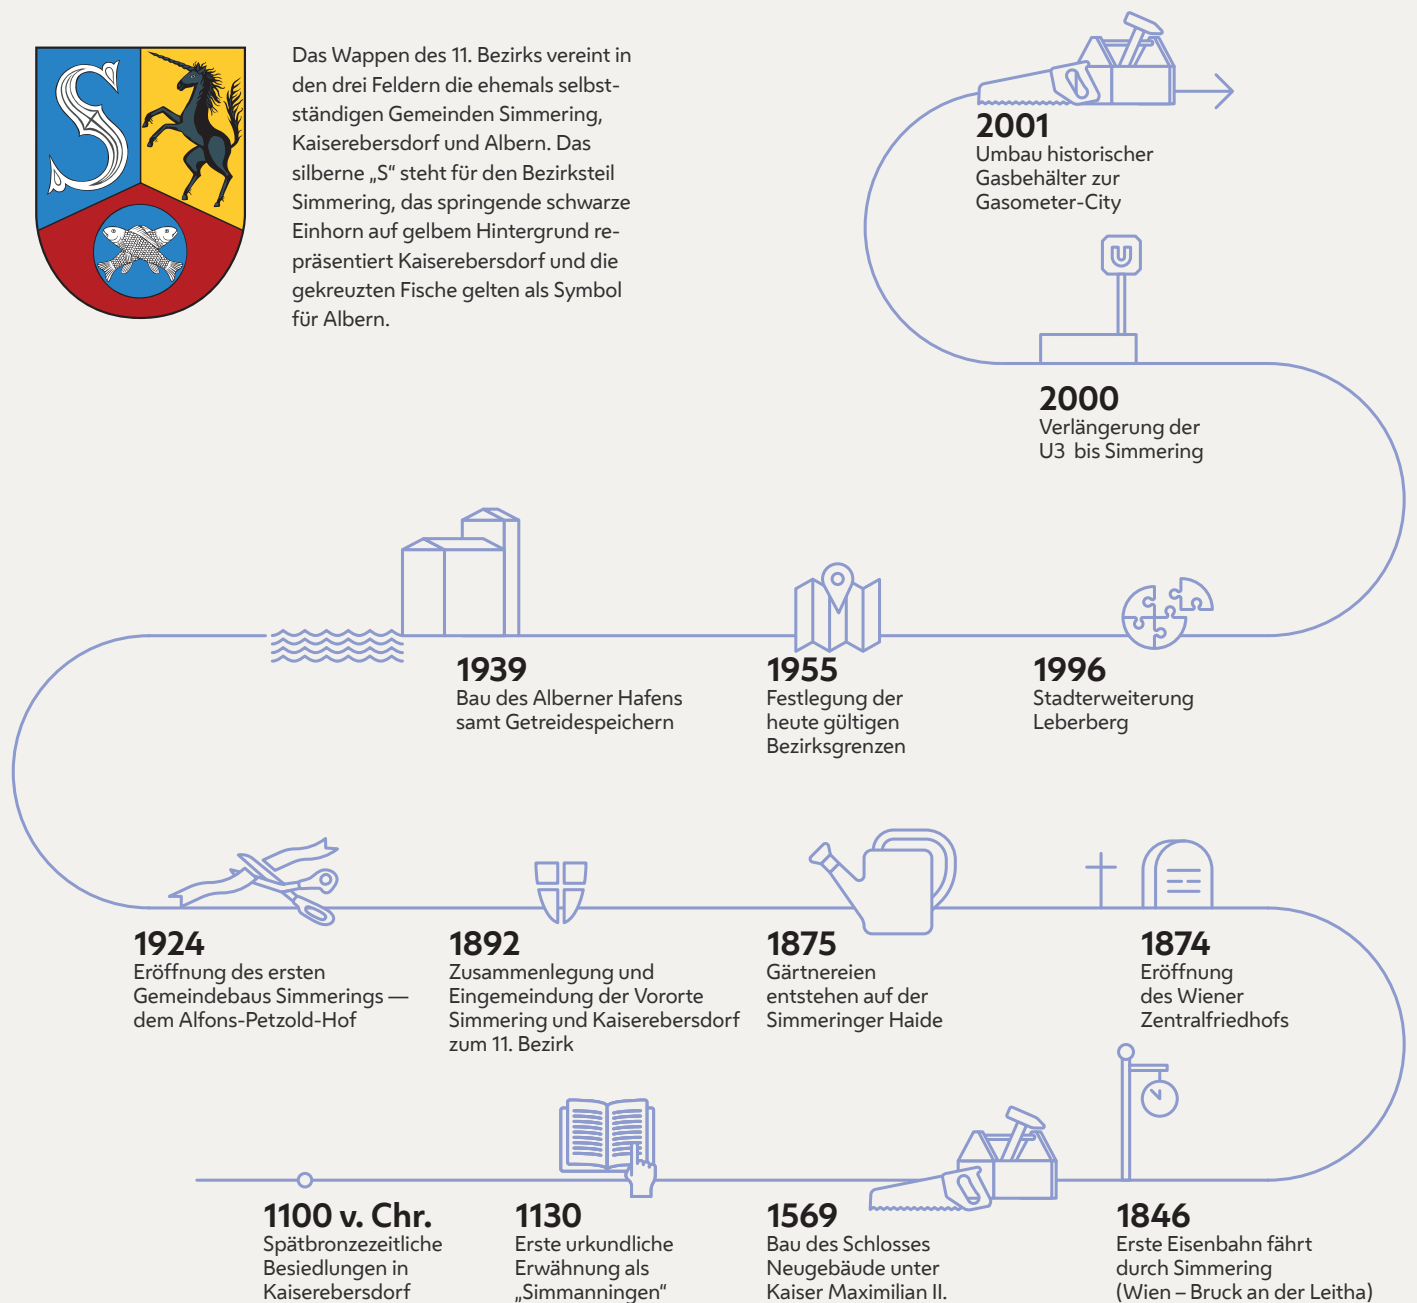 Das Wappen des 11. Bezirks vereint in
den drei Feldern die ehemals selbst-
ständigen Gemeinden Simmering,
Kaiserebersdorf und Albern. Das
silberne „S“ steht für den Bezirksteil
Simmering, das springende schwarze
Einhorn auf gelbem Hintergrund re-
präsentiert Kaiserebersdorf und die
gekreuzten Fische gelten als Symbol
für Albern.
S
2001
Umbau historischer
Gasbehälter zur
Gasometer-City
U
2000
Verlängerung der
U3 bis Simmering
1939
Bau des Alberner Hafens
samt Getreidespeichern
1955
Festlegung der
heute gültigen
Bezirksgrenzen
1996
Stadterweiterung
Leberberg
1924
Eröffnung des ersten
Gemeindebaus Simmerings —
dem Alfons-Petzold-Hof
1892
Zusammenlegung und
Eingemeindung der Vororte
Simmering und Kaiserebersdorf
zum 11. Bezirk
1875
Gärtnereien
entstehen auf der
Simmeringer Haide
1874
Eröffnung
des Wiener
Zentralfriedhofs
1100 v. Chr.
Spätbronzezeitliche
Besiedlungen in
Kaiserebersdorf
1130
Erste urkundliche
Erwähnung als
„Simmanningen“
1569
Bau des Schlosses
Neugebäude unter
Kaiser Maximilian II.
1846
Erste Eisenbahn fährt
durch Simmering
(Wien – Bruck an der Leitha)